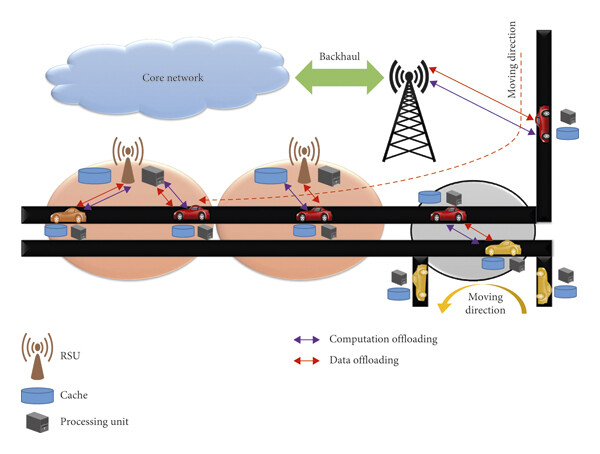 Core network
Backhaul
Moving direction
Moving
direction
RSU
Cache
Processing unit
Computation offloading
Data offloading